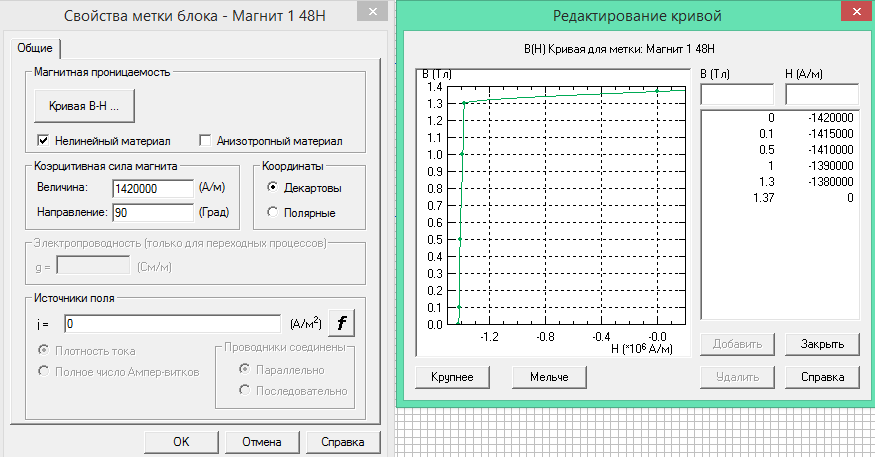 Свойства метки блока - Магнит 1 48Н
Общие
Магнитная проницаемость
Кривая B-H ...
Нелинейный материал
Анизотропный материал
Коэрцитивная сила магнита
Величина: 1420000 (А/м)
Направление: 90 (Град)
Координаты
Декартовы
Полярные
Электропроводность (только для переходных процессов)
g = (См/м)
Источники поля
j = 0 (А/м²) f
Плотность тока
Полное число Ампер-витков
Проводники соединены
Параллельно
Последовательно
ОК Отмена Справка
Редактирование кривой
B(H) Кривая для метки: Магнит 1 48Н
B (Тл)
1.4
1.3
1.2
1.1
1.0
0.9
0.8
0.7
0.6
0.5
0.4
0.3
0.2
0.1
0.0
-1.2 -0.8 -0.4 -0.0
H (*10⁶ А/м)
B (Тл) H (А/м)
0 -1420000
0.1 -1415000
0.5 -1410000
1 -1390000
1.3 -1380000
1.37 0
Добавить Закрыть
Крупнее Мельче Удалить Справка